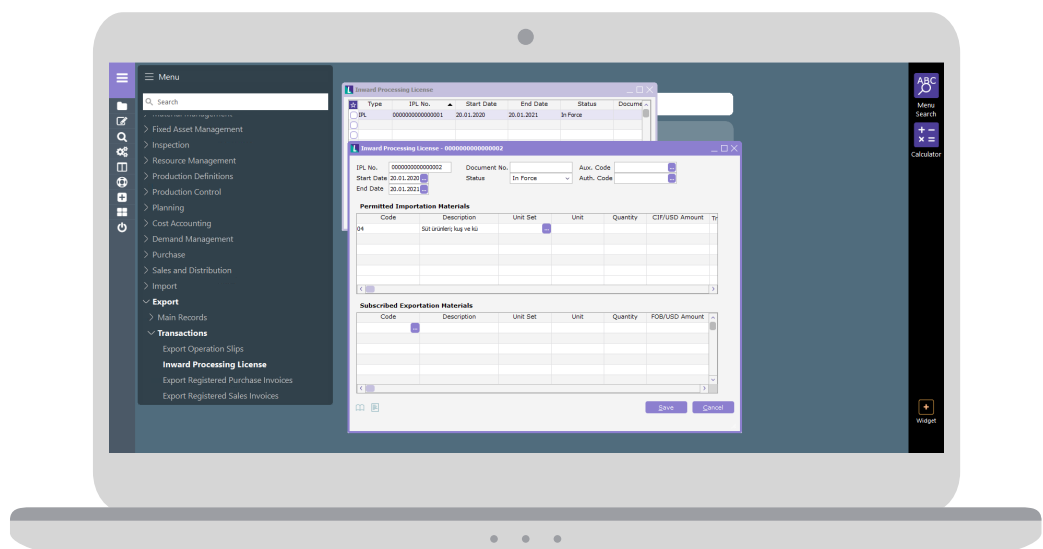 Menu
Search
Fixed Asset Management
Inspection
Resource Management
Production Definitions
Production Control
Planning
Cost Accounting
Demand Management
Purchase
Sales and Distribution
Import
Export
Main Records
Transactions
Export Operation Slips
Inward Processing License
Export Registered Purchase Invoices
Export Registered Sales Invoices
Inward Processing License
Type IPL No. Start Date End Date Status Docume
IPL 0000000000000001 20.01.2020 20.01.2021 In Force
Inward Processing License - 0000000000000002
IPL No. 0000000000000002 Document No. Aux. Code
Start Date 20.01.2020 Status In Force Auth. Code
End Date 20.01.2021
Permitted Importation Materials
Code Description Unit Set Unit Quantity CIF/USD Amount Tr
04 Süt ürünleri; kuş ve kü
Subscribed Exportation Materials
Code Description Unit Set Unit Quantity FOB/USD Amount
Save Cancel
ABC
Menu
Search
Calculator
Widget